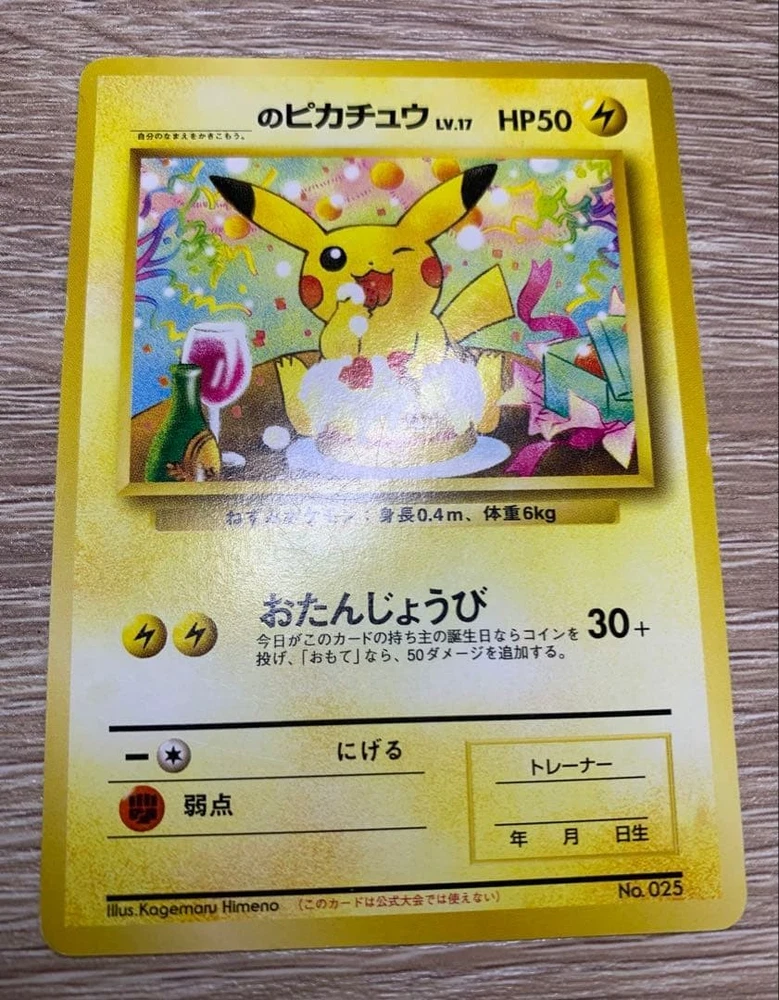 のピカチュウ LV.17 HP50
自分のなまえをかきこもう。
ねずみポケモン：身長0.4m、体重6kg
おたんじょうび 30+
今日がこのカードの持ち主の誕生日ならコインを
投げ、「おもて」なら、50ダメージを追加する。
にげる
弱点
トレーナー
年 月 日生
Illus.Kagemaru Himeno (このカードは公式大会では使えない) No.025